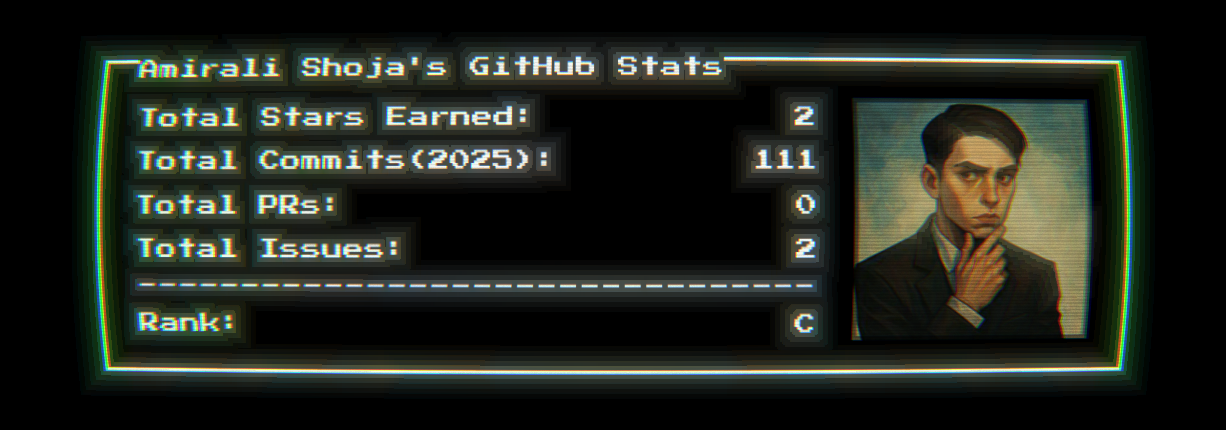 Amirali Shoja's GitHub Stats
Total Stars Earned: 2
Total Commits(2025): 111
Total PRs: 0
Total Issues: 2
---------------------------------
Rank: C